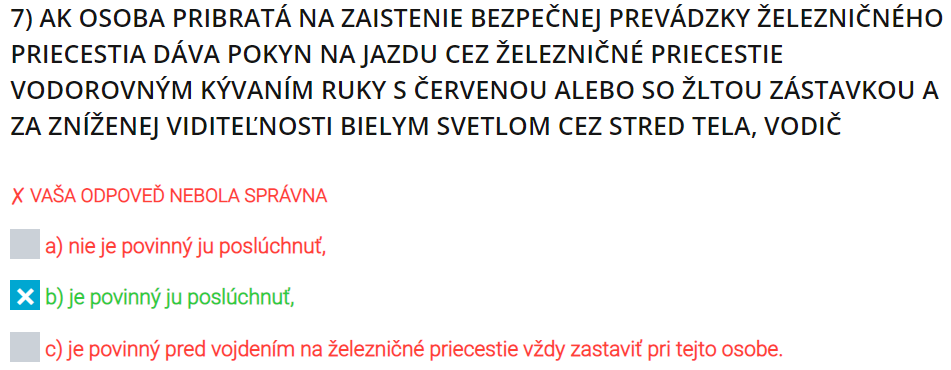 7) AK OSOBA PRIBRATÁ NA ZAISTENIE BEZPEČNEJ PREVÁDZKY ŽELEZNIČNÉHO
PRIECESTIA DÁVA POKYN NA JAZDU CEZ ŽELEZNIČNÉ PRIECESTIE
VODOROVNÝM KÝVANÍM RUKY S ČERVENOU ALEBO SO ŽLTOU ZÁSTAVKOU A
ZA ZNÍŽENEJ VIDITEĽNOSTI BIELYM SVETLOM CEZ STRED TELA, VODIČ
✗ VAŠA ODPOVEĎ NEBOLA SPRÁVNA
a) nie je povinný ju poslúchnuť,
b) je povinný ju poslúchnuť,
c) je povinný pred vojdením na železničné priecestie vždy zastaviť pri tejto osobe.